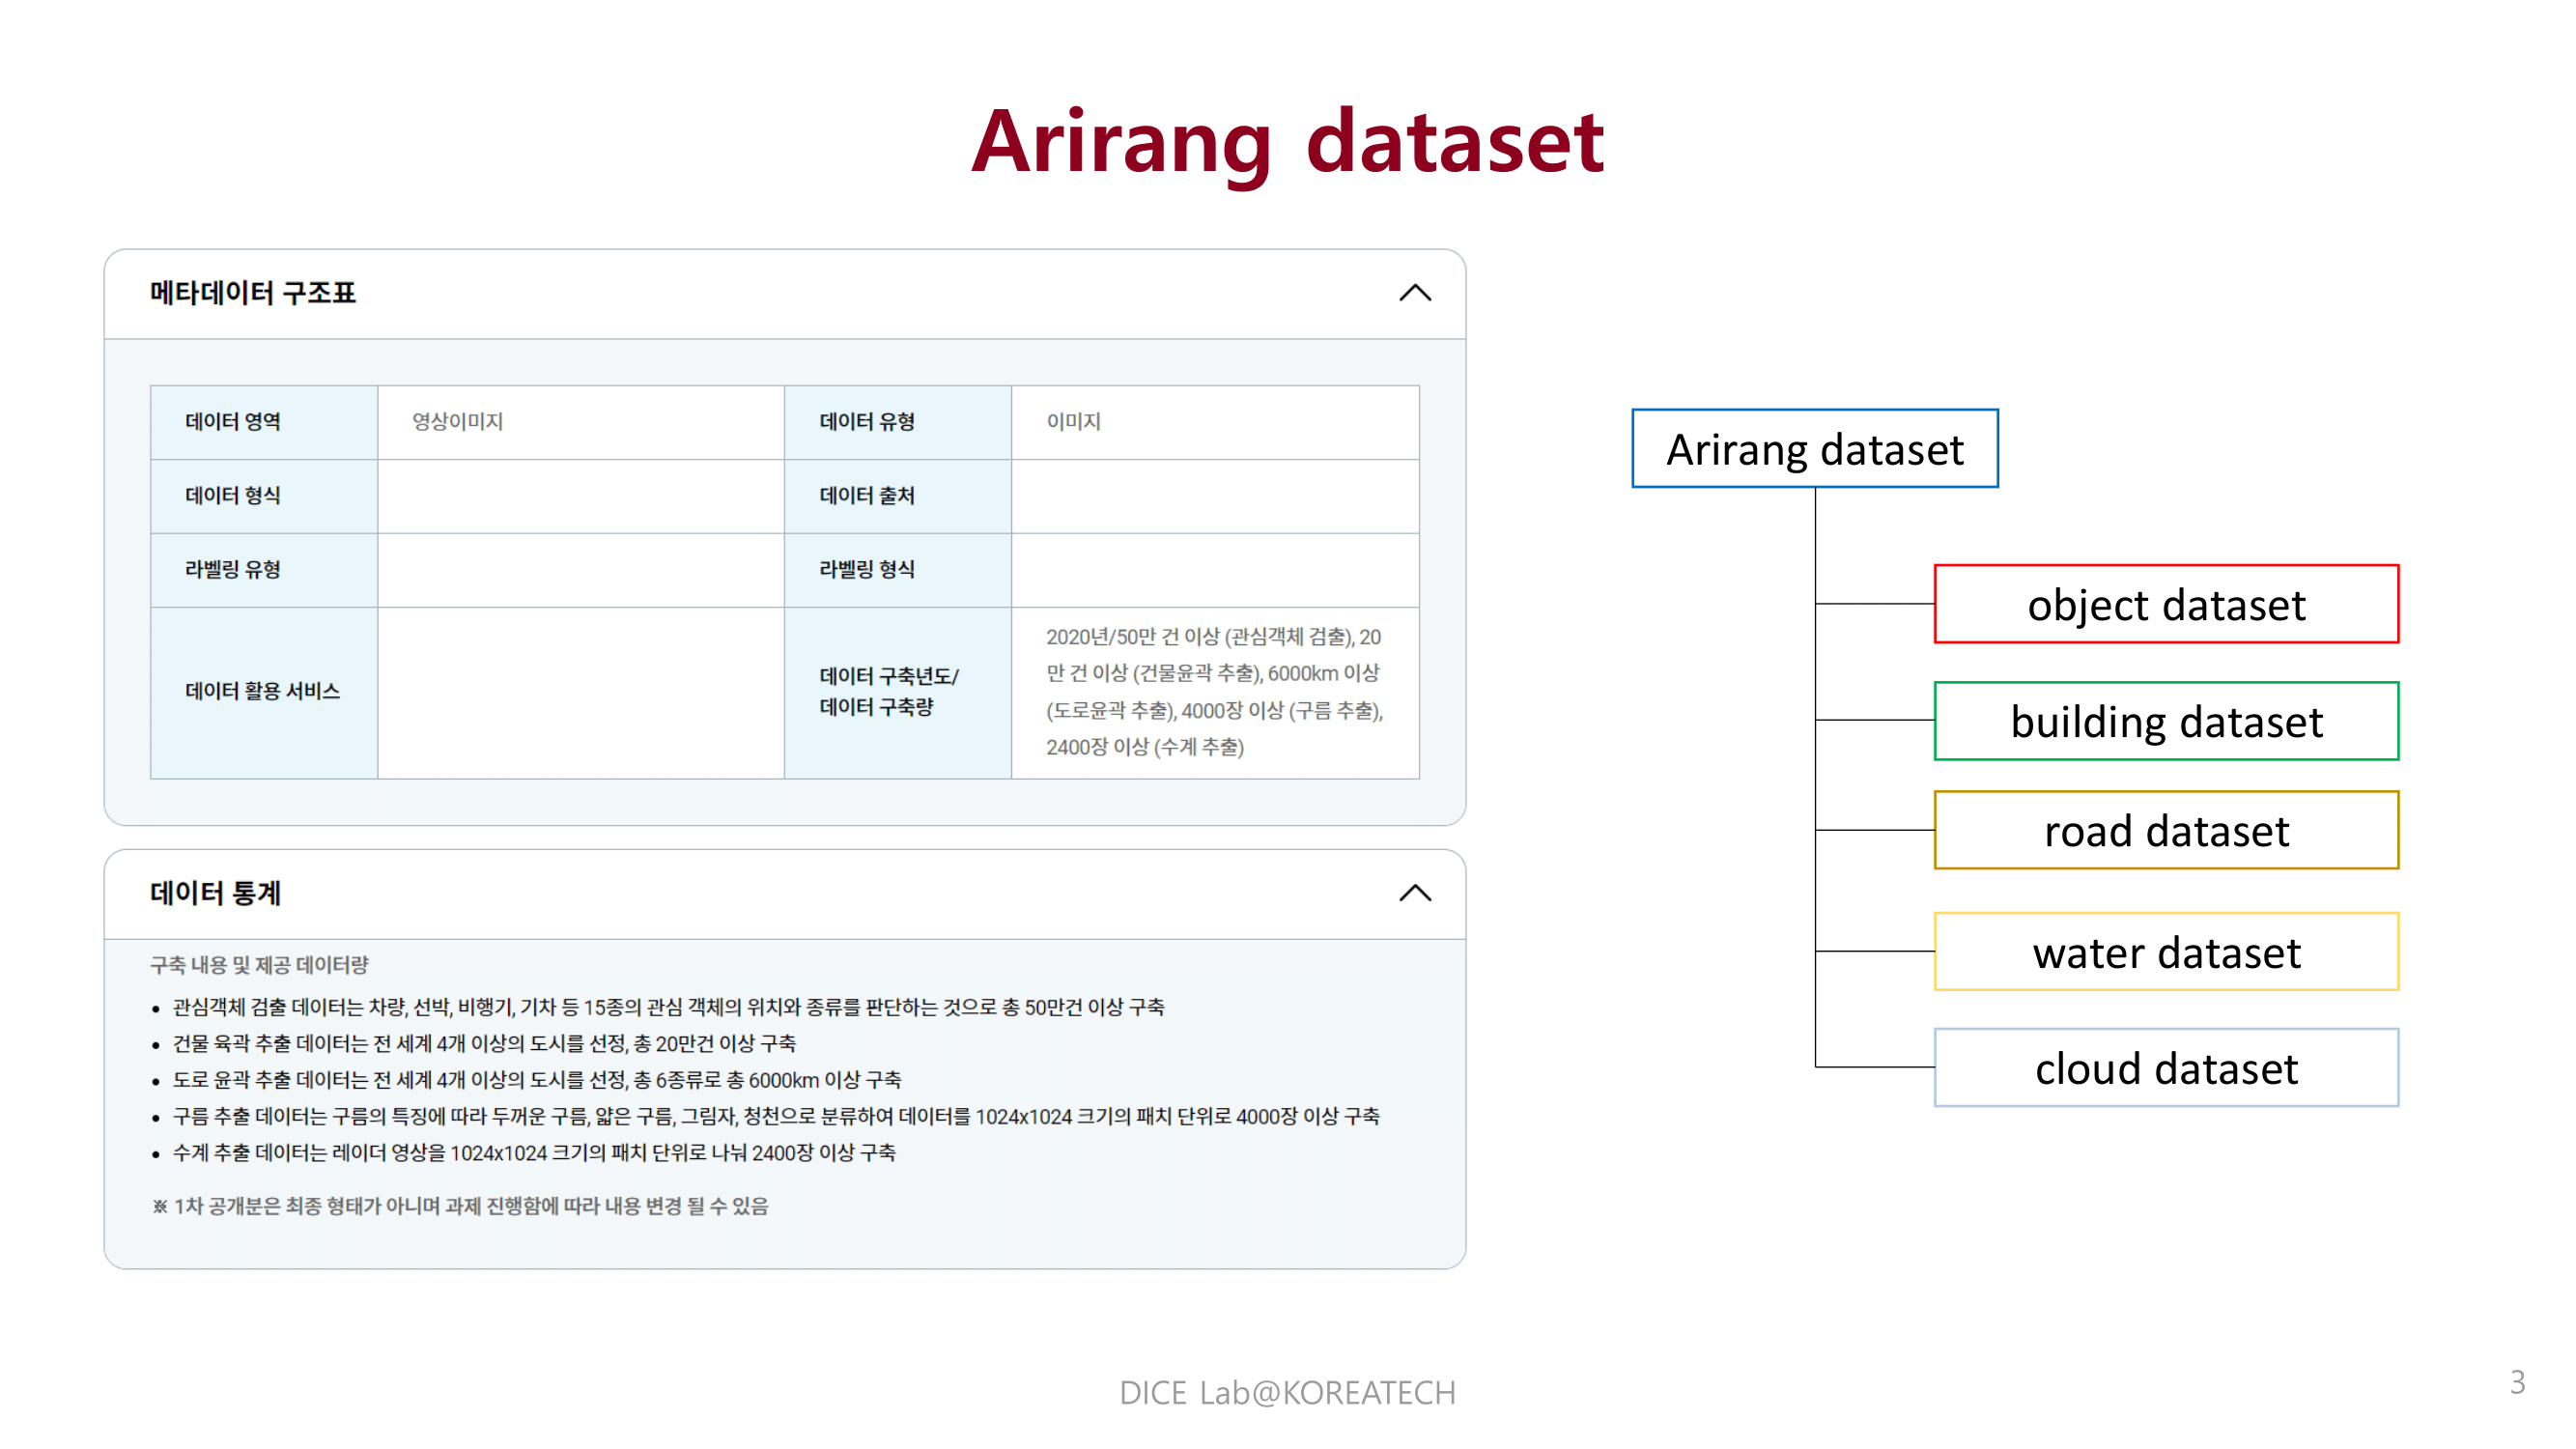 Arirang dataset
메타데이터 구조표
데이터 영역
영상이미지
데이터 유형
이미지
데이터 형식
데이터 출처
라벨링 유형
라벨링 형식
데이터 활용 서비스
데이터 구축년도/
데이터 구축량
2020년/50만 건 이상 (관심객체 검출), 20
만 건 이상 (건물윤곽 추출), 6000km 이상
(도로윤곽 추출), 4000장 이상 (구름 추출),
2400장 이상 (수계 추출)
데이터 통계
구축 내용 및 제공 데이터량
• 관심객체 검출 데이터는 차량, 선박, 비행기, 기차 등 15종의 관심 객체의 위치와 종류를 판단하는 것으로 총 50만건 이상 구축
• 건물 육곽 추출 데이터는 전 세계 4개 이상의 도시를 선정, 총 20만건 이상 구축
• 도로 윤곽 추출 데이터는 전 세계 4개 이상의 도시를 선정, 총 6종류로 총 6000km 이상 구축
• 구름 추출 데이터는 구름의 특징에 따라 두꺼운 구름, 얇은 구름, 그림자, 청천으로 분류하여 데이터를 1024x1024 크기의 패치 단위로 4000장 이상 구축
• 수계 추출 데이터는 레이더 영상을 1024x1024 크기의 패치 단위로 나눠 2400장 이상 구축
※ 1차 공개분은 최종 형태가 아니며 과제 진행함에 따라 내용 변경 될 수 있음
Arirang dataset
object dataset
building dataset
road dataset
water dataset
cloud dataset
DICE Lab@KOREATECH
3